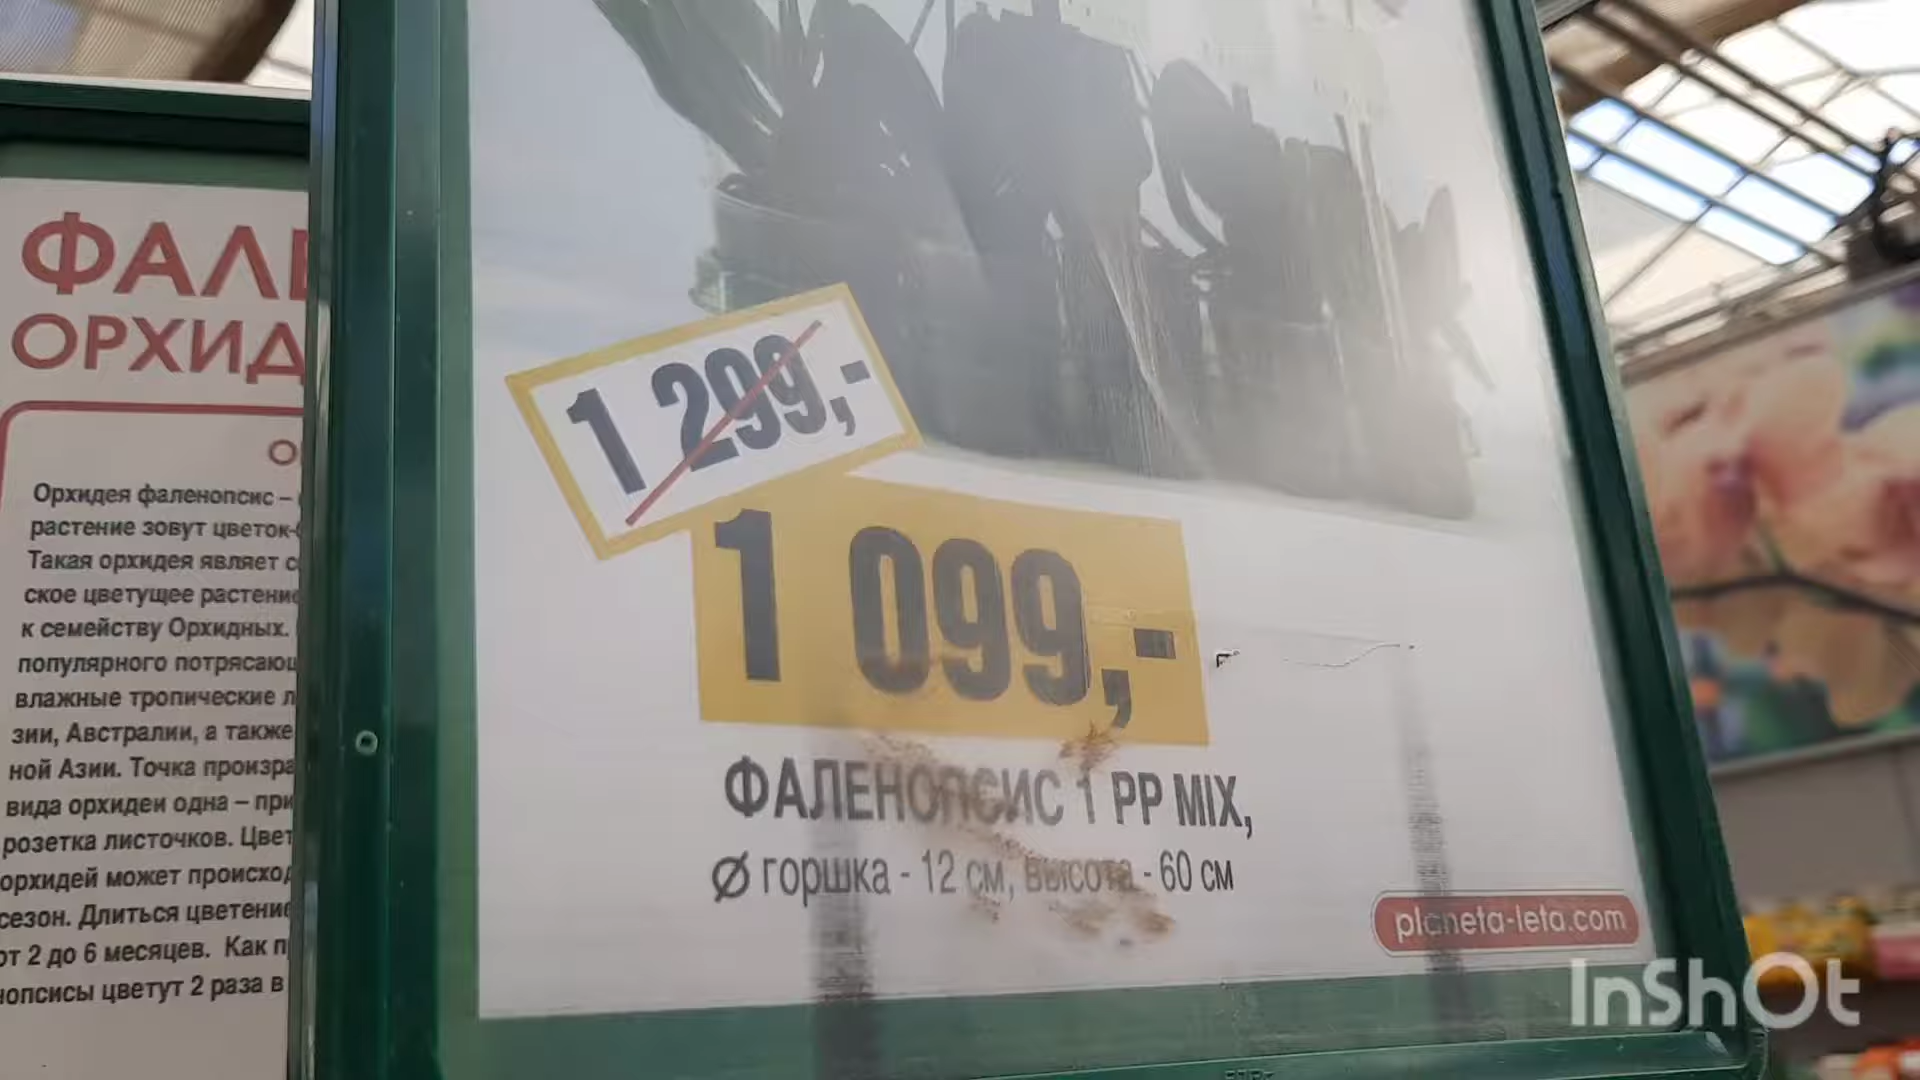 ФАЛЕ
ОРХИД
Орхидея фаленопсис –
растение зовут цветок-
Такая орхидея являет с
ское цветущее растение
к семейству Орхидных.
популярного потрясающ
влажные тропические л
зии, Австралии, а также
ной Азии. Точка произра
вида орхидеи одна – при
розетка листочков. Цвет
орхидей может происход
сезон. Длиться цветение
от 2 до 6 месяцев. Как п
нопсисы цветут 2 раза в
1 299,-
1 099,-
ФАЛЕНОПСИС 1 PP MIX,
Ø горшка - 12 см, высота - 60 см
planeta-leta.com
InShOt